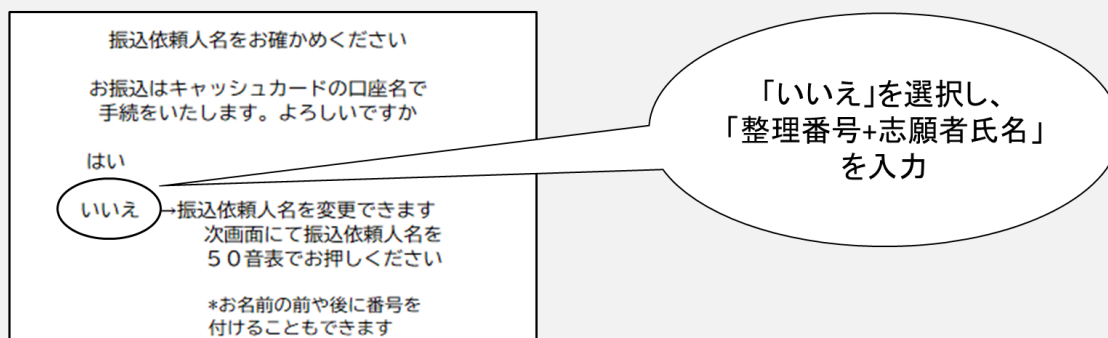 振込依頼人名をお確かめください
お振込はキャッシュカードの口座名で
手続をいたします。よろしいですか
はい
いいえ→振込依頼人名を変更できます
次画面にて振込依頼人名を
５０音表でお押しください
*お名前の前や後に番号を
付けることもできます
「いいえ」を選択し、
「整理番号+志願者氏名」
を入力